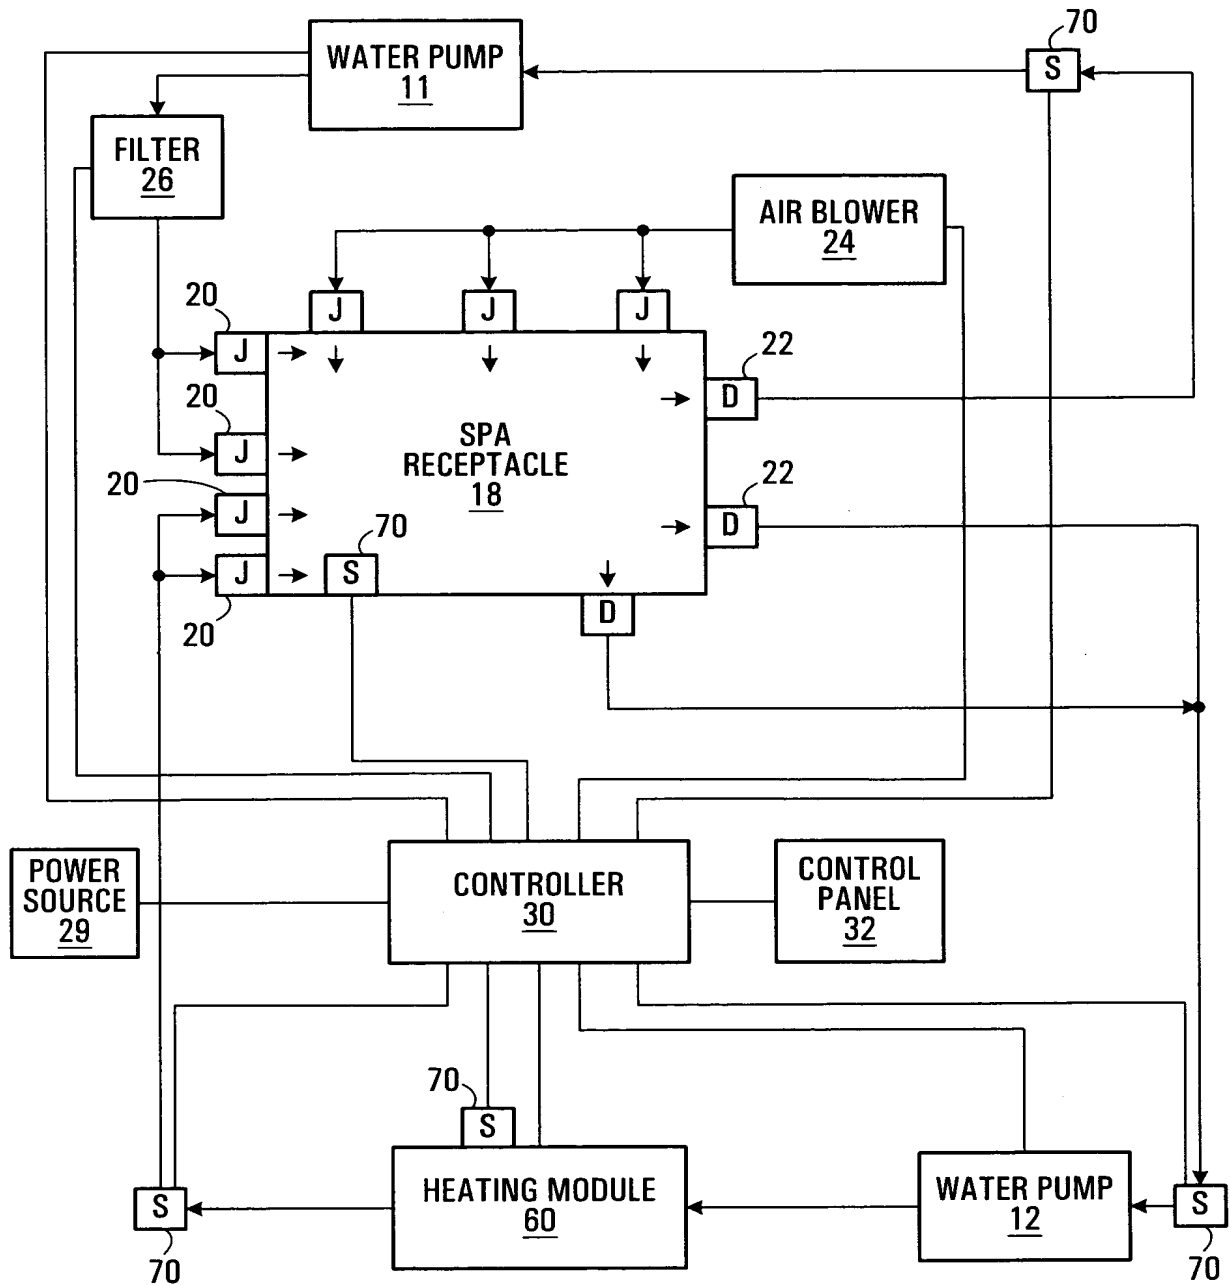 70
WATER PUMP
11
S
FILTER
26
AIR BLOWER
24
20
J
J
J
J
22
D
20
J
SPA
RECEPTACLE
18
22
D
20
J
70
S
J
20
D
POWER
SOURCE
29
CONTROLLER
30
CONTROL
PANEL
32
70
S
HEATING MODULE
60
WATER PUMP
12
S
70
S
70